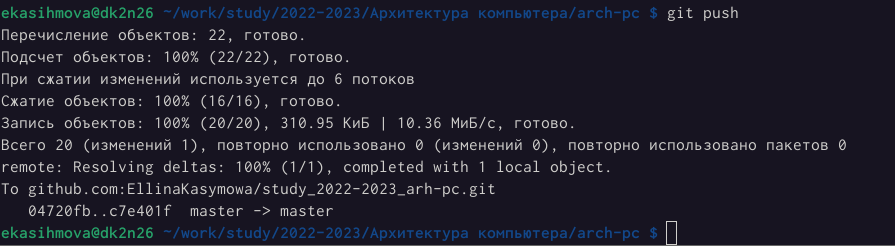 ekasihmova@dk2n26 ~/work/study/2022-2023/Архитектура компьютера/arch-pc $ git push
Перечисление объектов: 22, готово.
Подсчет объектов: 100% (22/22), готово.
При сжатии изменений используется до 6 потоков
Сжатие объектов: 100% (16/16), готово.
Запись объектов: 100% (20/20), 310.95 КиБ | 10.36 МиБ/с, готово.
Всего 20 (изменений 1), повторно использовано 0 (изменений 0), повторно использовано пакетов 0
remote: Resolving deltas: 100% (1/1), completed with 1 local object.
To github.com:EllinaKasymowa/study_2022-2023_arh-pc.git
   04720fb..c7e401f  master -> master
ekasihmova@dk2n26 ~/work/study/2022-2023/Архитектура компьютера/arch-pc $